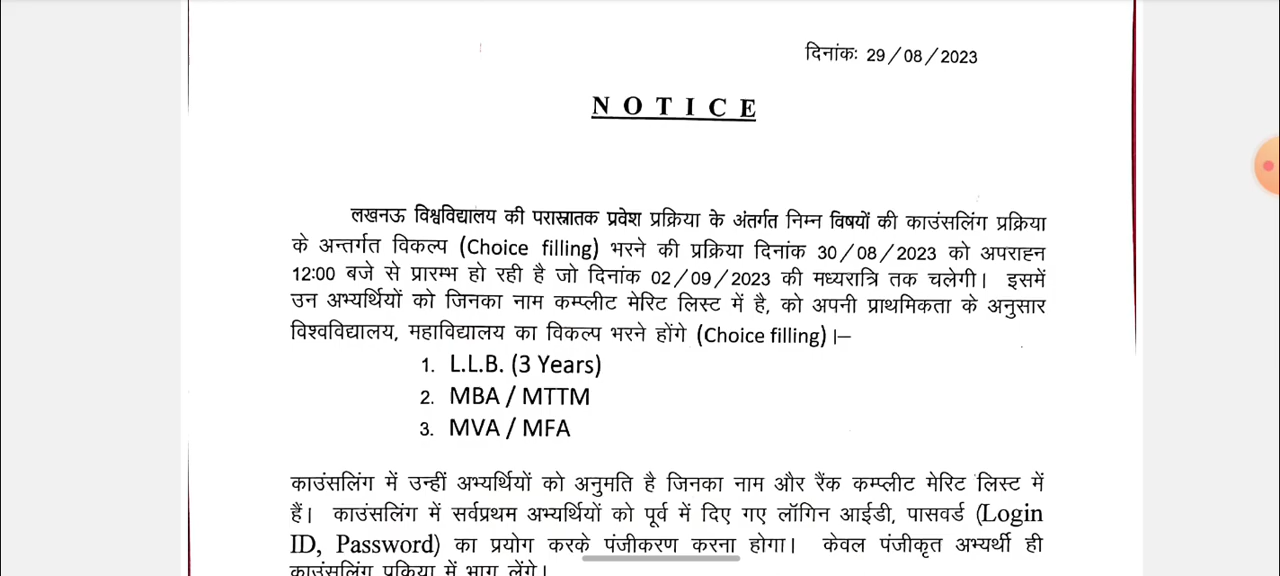 दिनांकः 29/08/2023
NOTICE
लखनऊ विश्वविद्यालय की परास्नातक प्रवेश प्रक्रिया के अंतर्गत निम्न विषयों की काउंसलिंग प्रक्रिया
के अन्तर्गत विकल्प (Choice filling) भरने की प्रक्रिया दिनांक 30/08/2023 को अपराह्न
12:00 बजे से प्रारम्भ हो रही है जो दिनांक 02/09/2023 की मध्यरात्रि तक चलेगी। इसमें
उन अभ्यर्थियों को जिनका नाम कम्प्लीट मेरिट लिस्ट में है, को अपनी प्राथमिकता के अनुसार
विश्वविद्यालय, महाविद्यालय का विकल्प भरने होंगे (Choice filling)।–
1. L.L.B. (3 Years)
2. MBA / MTTM
3. MVA / MFA
काउंसलिंग में उन्हीं अभ्यर्थियों को अनुमति है जिनका नाम और रैंक कम्प्लीट मेरिट लिस्ट में
हैं। काउंसलिंग में सर्वप्रथम अभ्यर्थियों को पूर्व में दिए गए लॉगिन आईडी, पासवर्ड (Login
ID, Password) का प्रयोग करके पंजीकरण करना होगा। केवल पंजीकृत अभ्यर्थी ही
काउंसलिंग प्रक्रिया में भाग लेंगे।